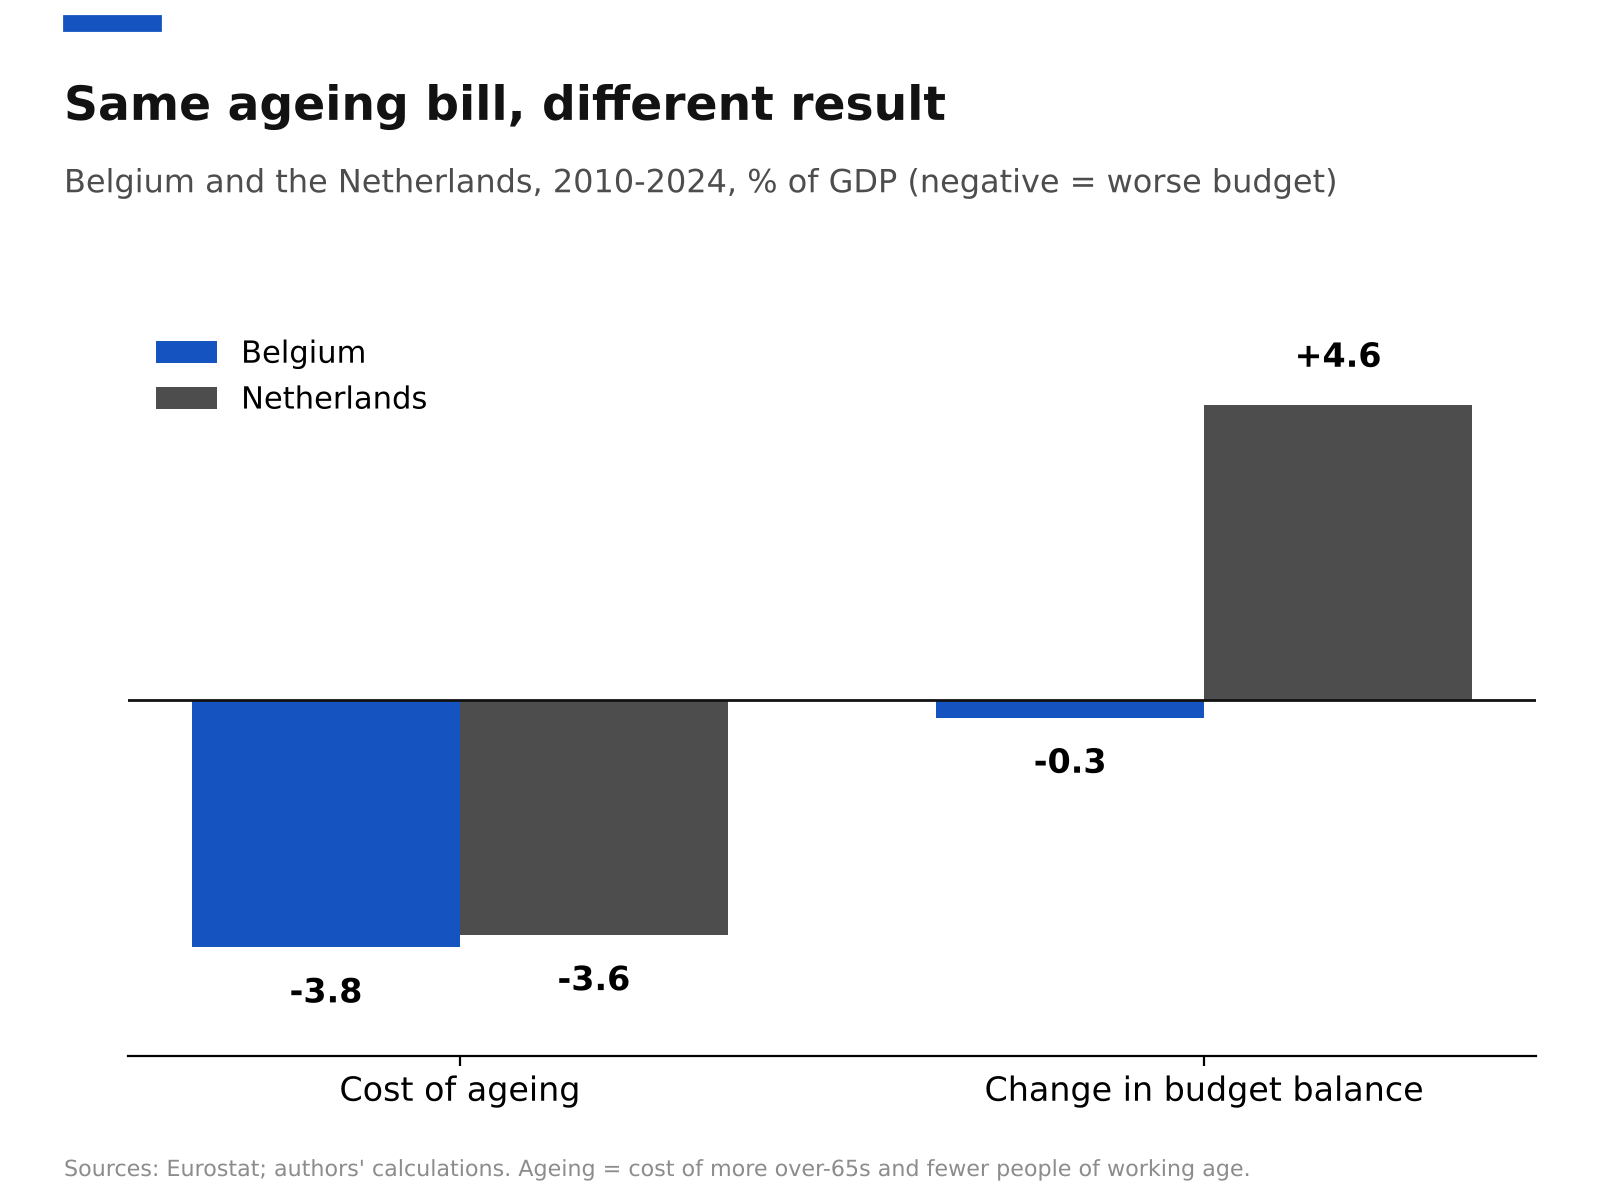 Same ageing bill, different result
Belgium and the Netherlands, 2010-2024, % of GDP (negative = worse budget)
Belgium
Netherlands
+4.6
-0.3
-3.8
-3.6
Cost of ageing
Change in budget balance
Sources: Eurostat; authors' calculations. Ageing = cost of more over-65s and fewer people of working age.